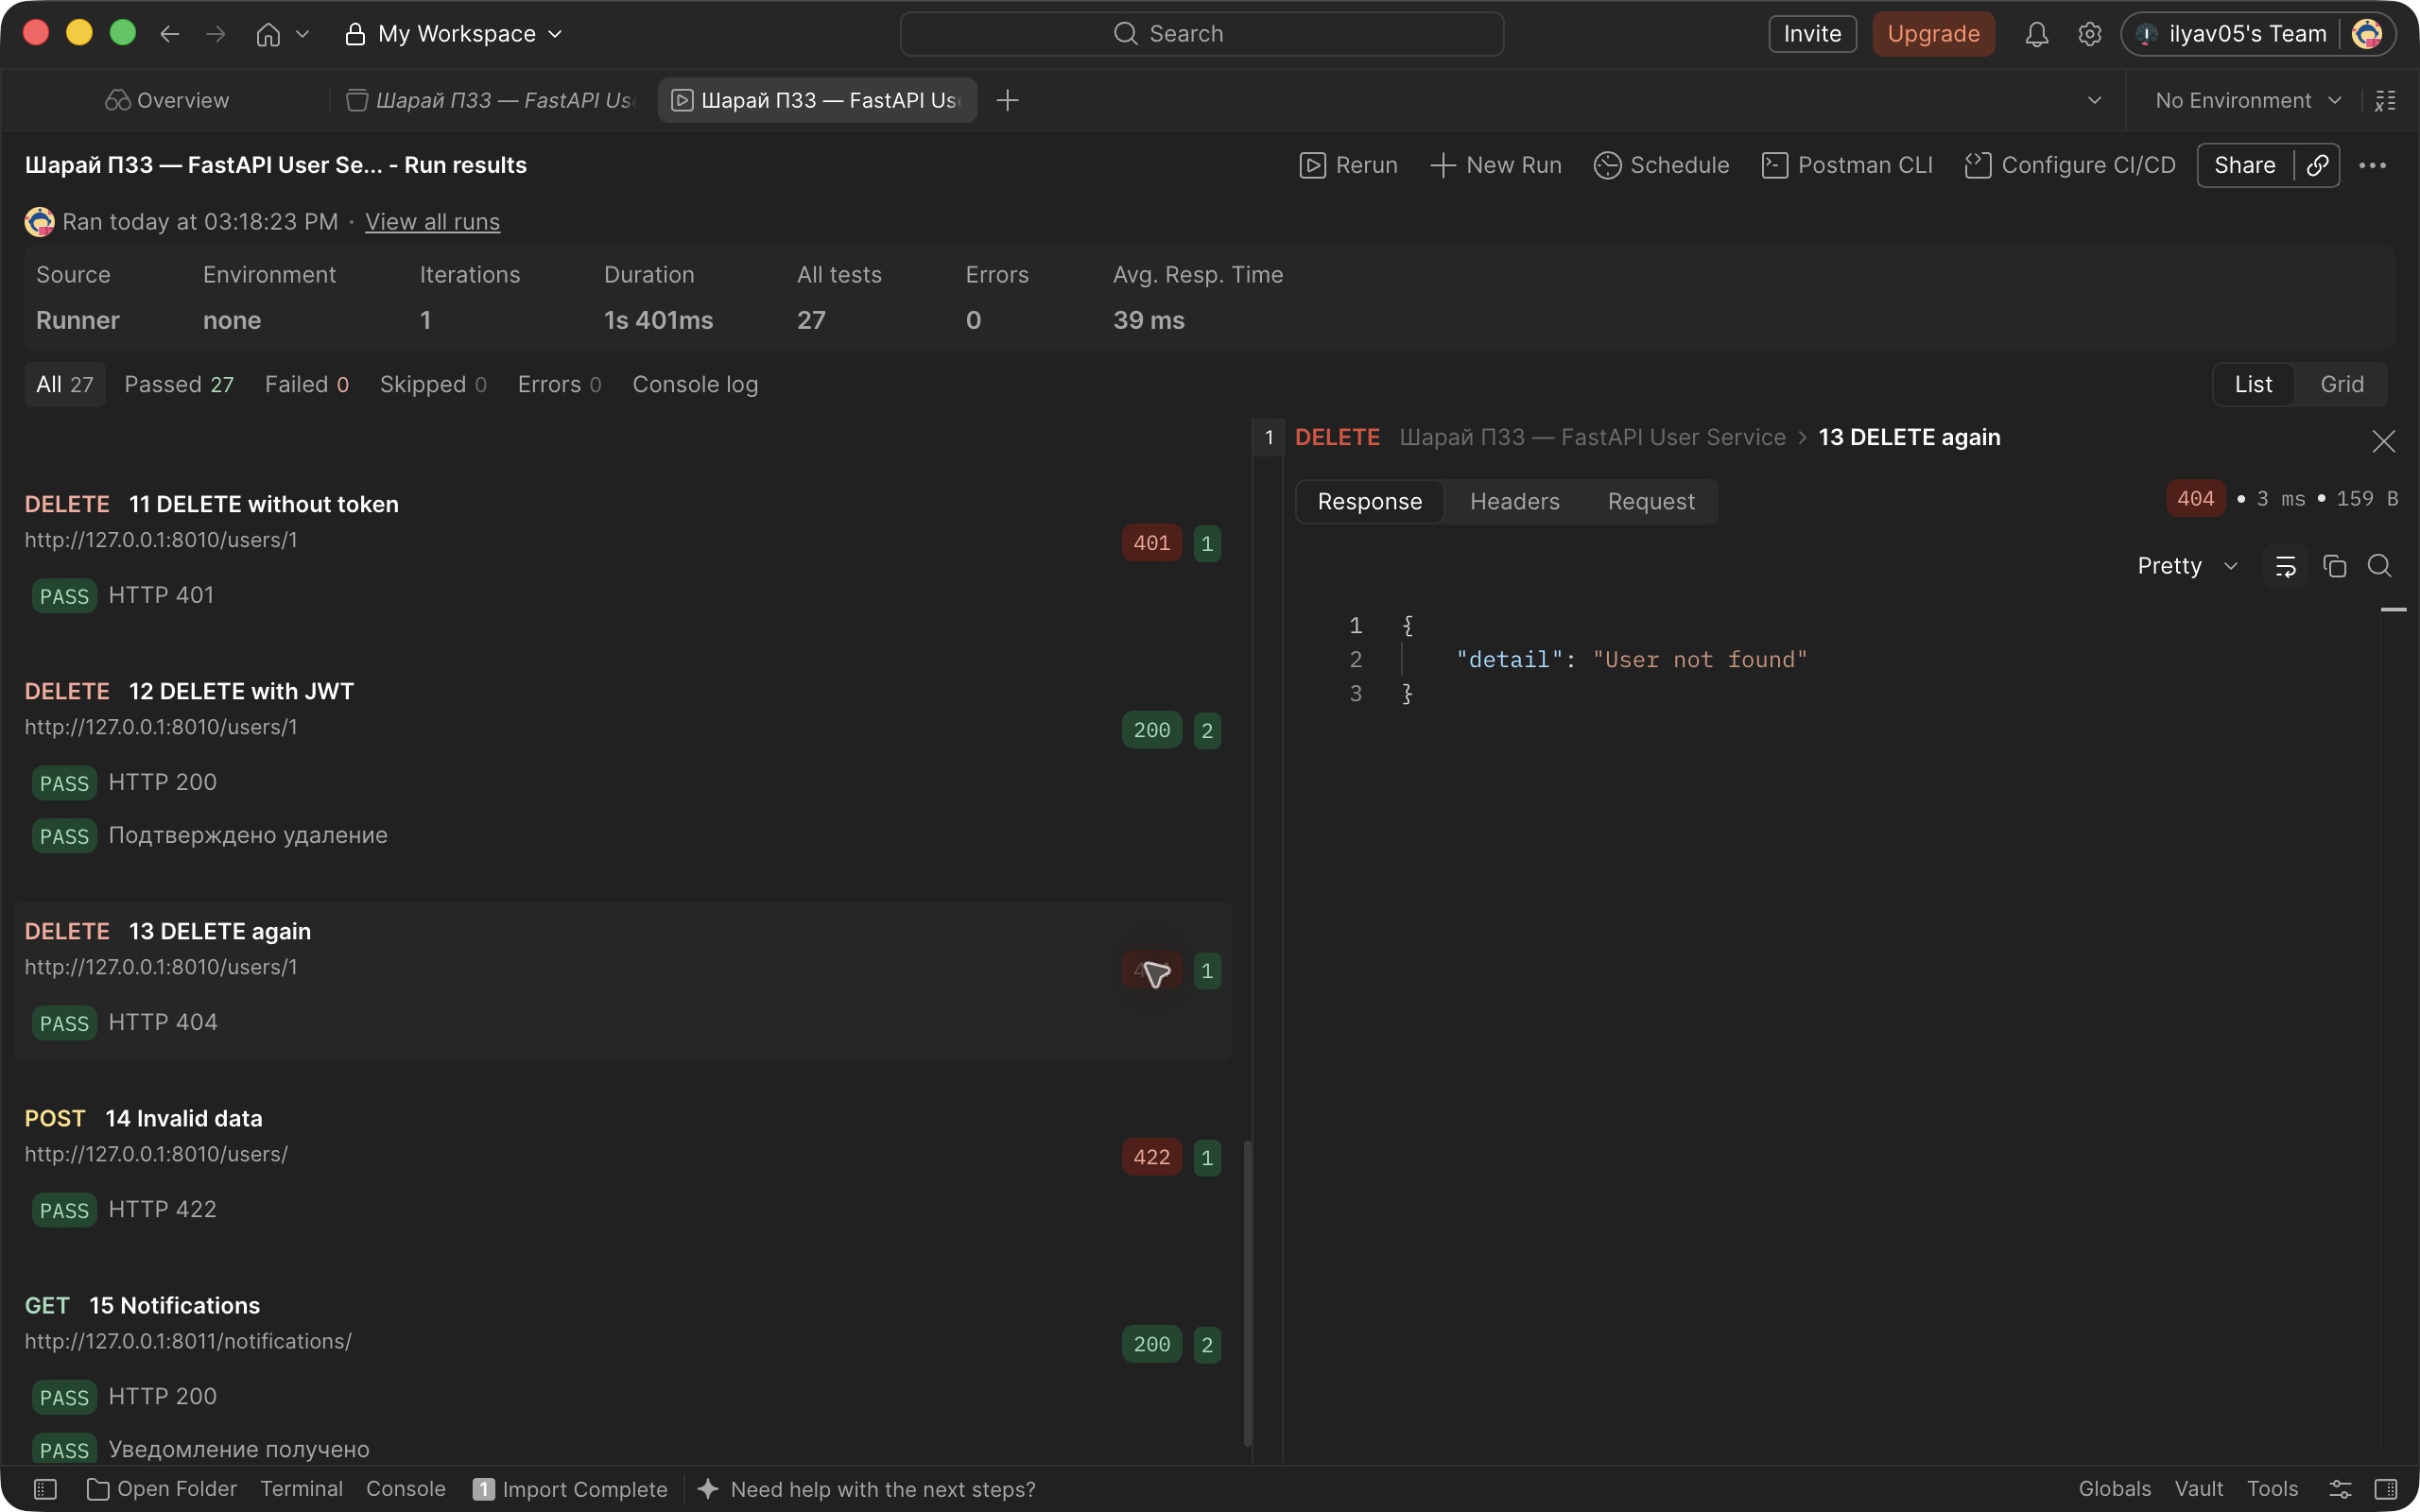 My Workspace
Search
Invite
Upgrade
ilyav05's Team
Overview
Шарай ПЗ3 — FastAPI Us
Шарай ПЗ3 — FastAPI Us
No Environment
Шарай ПЗ3 — FastAPI User Se... - Run results
Rerun
New Run
Schedule
Postman CLI
Configure CI/CD
Share
Ran today at 03:18:23 PM · View all runs
Source Environment Iterations Duration All tests Errors Avg. Resp. Time
Runner none 1 1s 401ms 27 0 39 ms
All 27 Passed 27 Failed 0 Skipped 0 Errors 0 Console log
List Grid
DELETE 11 DELETE without token
http://127.0.0.1:8010/users/1
401 1
PASS HTTP 401
DELETE 12 DELETE with JWT
http://127.0.0.1:8010/users/1
200 2
PASS HTTP 200
PASS Подтверждено удаление
DELETE 13 DELETE again
http://127.0.0.1:8010/users/1
1
PASS HTTP 404
POST 14 Invalid data
http://127.0.0.1:8010/users/
422 1
PASS HTTP 422
GET 15 Notifications
http://127.0.0.1:8011/notifications/
200 2
PASS HTTP 200
PASS Уведомление получено
1
DELETE Шарай ПЗ3 — FastAPI User Service > 13 DELETE again
Response Headers Request
404 • 3 ms • 159 B
Pretty
1 {
2 "detail": "User not found"
3 }
Open Folder Terminal Console 1 Import Complete Need help with the next steps?
Globals Vault Tools